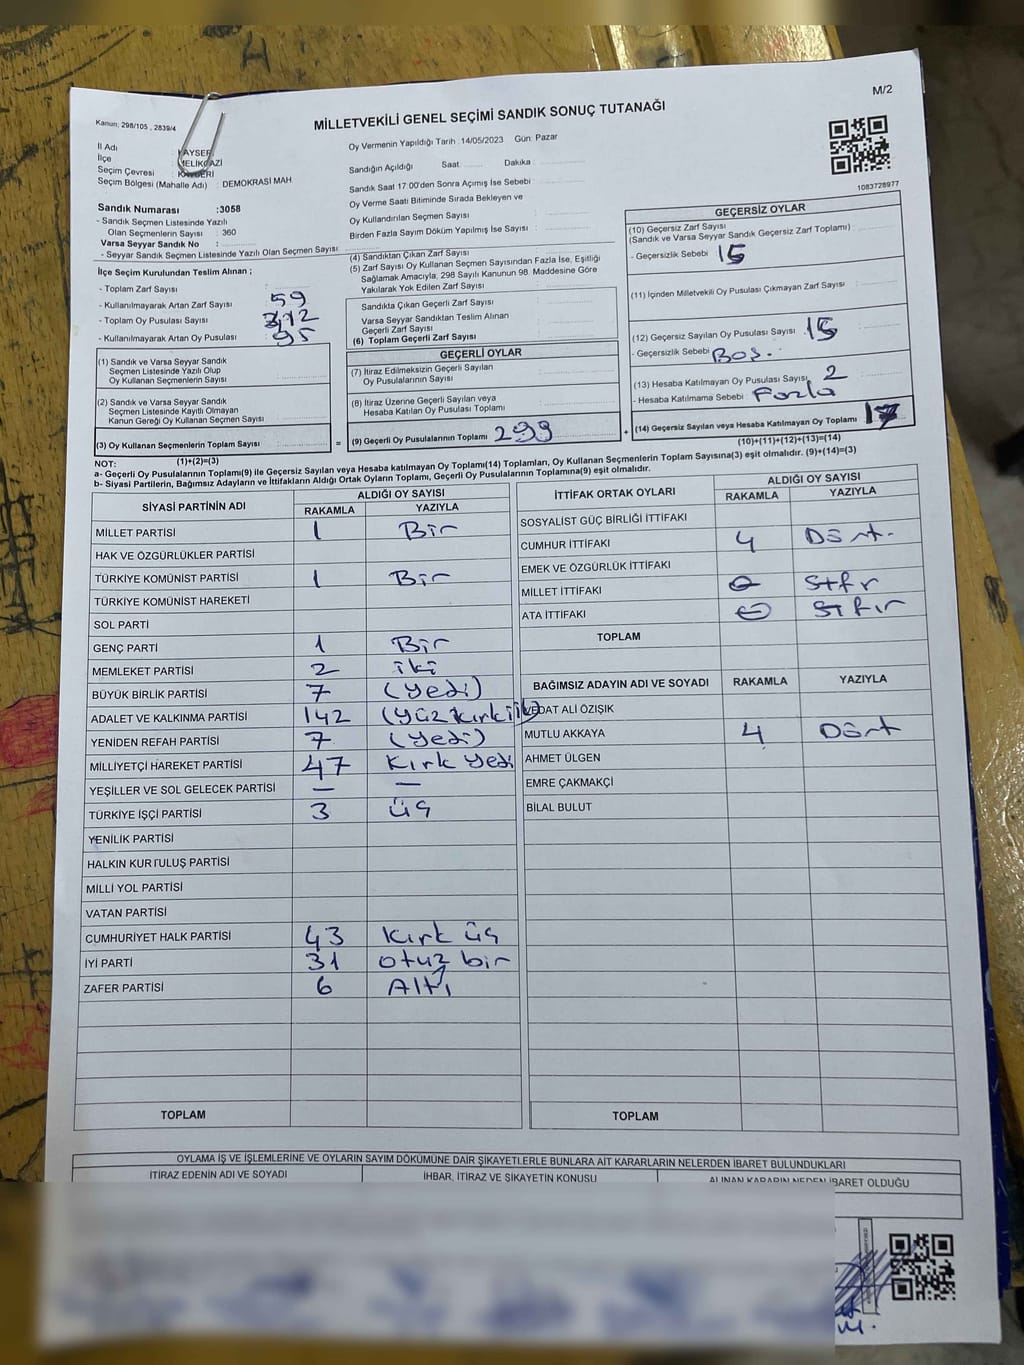 M/2
Kanun: 298/105 , 2839/4
MİLLETVEKİLİ GENEL SEÇİMİ SANDIK SONUÇ TUTANAĞI
İl Adı : KAYSERİ
İlçe : MELİKGAZİ
Seçim Çevresi : KAYSERİ
Seçim Bölgesi (Mahalle Adı) : DEMOKRASİ MAH.
Sandık Numarası :3058
- Sandık Seçmen Listesinde Yazılı
Olan Seçmenlerin Sayısı : 360
Varsa Seyyar Sandık No :
- Seyyar Sandık Seçmen Listesinde Yazılı Olan Seçmen Sayısı :
İlçe Seçim Kurulundan Teslim Alınan ;
- Toplam Zarf Sayısı :
- Kullanılmayarak Artan Zarf Sayısı : 59
- Toplam Oy Pusulası Sayısı : 312
- Kullanılmayarak Artan Oy Pusulası : 95
(1) Sandık ve Varsa Seyyar Sandık
Seçmen Listesinde Yazılı Olup
Oy Kullanan Seçmenlerin Sayısı :
(2) Sandık ve Varsa Seyyar Sandık
Seçmen Listesinde Kayıtlı Olmayan
Kanun Gereği Oy Kullanan Seçmen Sayısı :
(3) Oy Kullanan Seçmenlerin Toplam Sayısı :
(1)+(2)=(3)
Oy Vermenin Yapıldığı Tarih :14/05/2023 Gün: Pazar
Sandığın Açıldığı Saat: Dakika :
Sandık Saat 17:00'den Sonra Açımış İse Sebebi :
Oy Verme Saati Bitiminde Sırada Bekleyen ve
Oy Kullandırılan Seçmen Sayısı :
Birden Fazla Sayım Döküm Yapılmış İse Sayısı :
(4) Sandıktan Çıkan Zarf Sayısı :
(5) Zarf Sayısı Oy Kullanan Seçmen Sayısından Fazla İse, Eşitliği
Sağlamak Amacıyla; 298 Sayılı Kanunun 98. Maddesine Göre
Yakılarak Yok Edilen Zarf Sayısı :
Sandıkta Çıkan Geçerli Zarf Sayısı :
Varsa Seyyar Sandıktan Teslim Alınan
Geçerli Zarf Sayısı :
(6) Toplam Geçerli Zarf Sayısı :
GEÇERLİ OYLAR
(7) İtiraz Edilmeksizin Geçerli Sayılan
Oy Pusulalarının Sayısı :
(8) İtiraz Üzerine Geçerli Sayılan veya
Hesaba Katılan Oy Pusulası Toplamı :
= (9) Geçerli Oy Pusulalarının Toplamı : 299
1083728977
GEÇERSİZ OYLAR
(10) Geçersiz Zarf Sayısı
(Sandık ve Varsa Seyyar Sandık Geçersiz Zarf Toplamı) :
- Geçersizlik Sebebi : 15
(11) İçinden Milletvekili Oy Pusulası Çıkmayan Zarf Sayısı :
(12) Geçersiz Sayılan Oy Pusulası Sayısı : 15
- Geçersizlik Sebebi : Boş.
(13) Hesaba Katılmayan Oy Pusulası Sayısı : 2
- Hesaba Katılmama Sebebi : Fazla
+ (14) Geçersiz Sayılan veya Hesaba Katılmayan Oy Toplamı : 17
(10)+(11)+(12)+(13)=(14)
NOT:
a- Geçerli Oy Pusulalarının Toplamı(9) ile Geçersiz Sayılan veya Hesaba katılmayan Oy Toplamı(14) Toplamları, Oy Kullanan Seçmenlerin Toplam Sayısına(3) eşit olmalıdır. (9)+(14)=(3)
b- Siyasi Partilerin, Bağımsız Adayların ve İttifakların Aldığı Ortak Oyların Toplamı, Geçerli Oy Pusulalarının Toplamına(9) eşit olmalıdır.
SİYASİ PARTİNİN ADI ALDIĞI OY SAYISI
RAKAMLA YAZIYLA
MİLLET PARTİSİ 1 Bir
HAK VE ÖZGÜRLÜKLER PARTİSİ
TÜRKİYE KOMÜNİST PARTİSİ 1 Bir
TÜRKİYE KOMÜNİST HAREKETİ
SOL PARTİ
GENÇ PARTİ 1 Bir
MEMLEKET PARTİSİ 2 iki
BÜYÜK BİRLİK PARTİSİ 7 (yedi)
ADALET VE KALKINMA PARTİSİ 142 (yüz kırk iki)
YENİDEN REFAH PARTİSİ 7 (yedi)
MİLLİYETÇİ HAREKET PARTİSİ 47 Kırk yedi
YEŞİLLER VE SOL GELECEK PARTİSİ — —
TÜRKİYE İŞÇİ PARTİSİ 3 üç
YENİLİK PARTİSİ
HALKIN KURTULUŞ PARTİSİ
MİLLİ YOL PARTİSİ
VATAN PARTİSİ
CUMHURİYET HALK PARTİSİ 43 Kırk üç
İYİ PARTİ 31 otuz bir
ZAFER PARTİSİ 6 Altı
TOPLAM
İTTİFAK ORTAK OYLARI ALDIĞI OY SAYISI
RAKAMLA YAZIYLA
SOSYALİST GÜÇ BİRLİĞİ İTTİFAKI
CUMHUR İTTİFAKI 4 Dört.
EMEK VE ÖZGÜRLÜK İTTİFAKI
MİLLET İTTİFAKI 0 Sıfır
ATA İTTİFAKI 0 Sıfır
TOPLAM
BAĞIMSIZ ADAYIN ADI VE SOYADI RAKAMLA YAZIYLA
VEDAT ALİ ÖZIŞIK
MUTLU AKKAYA 4 Dört
AHMET ÜLGEN
EMRE ÇAKMAKÇİ
BİLAL BULUT
TOPLAM
OYLAMA İŞ VE İŞLEMLERİNE VE OYLARIN SAYIM DÖKÜMÜNE DAİR ŞİKAYETLERLE BUNLARA AİT KARARLARIN NELERDEN İBARET BULUNDUKLARI
İTİRAZ EDENİN ADI VE SOYADI İHBAR, İTİRAZ VE ŞİKAYETİN KONUSU ALINAN KARARIN NEDEN İBARET OLDUĞU